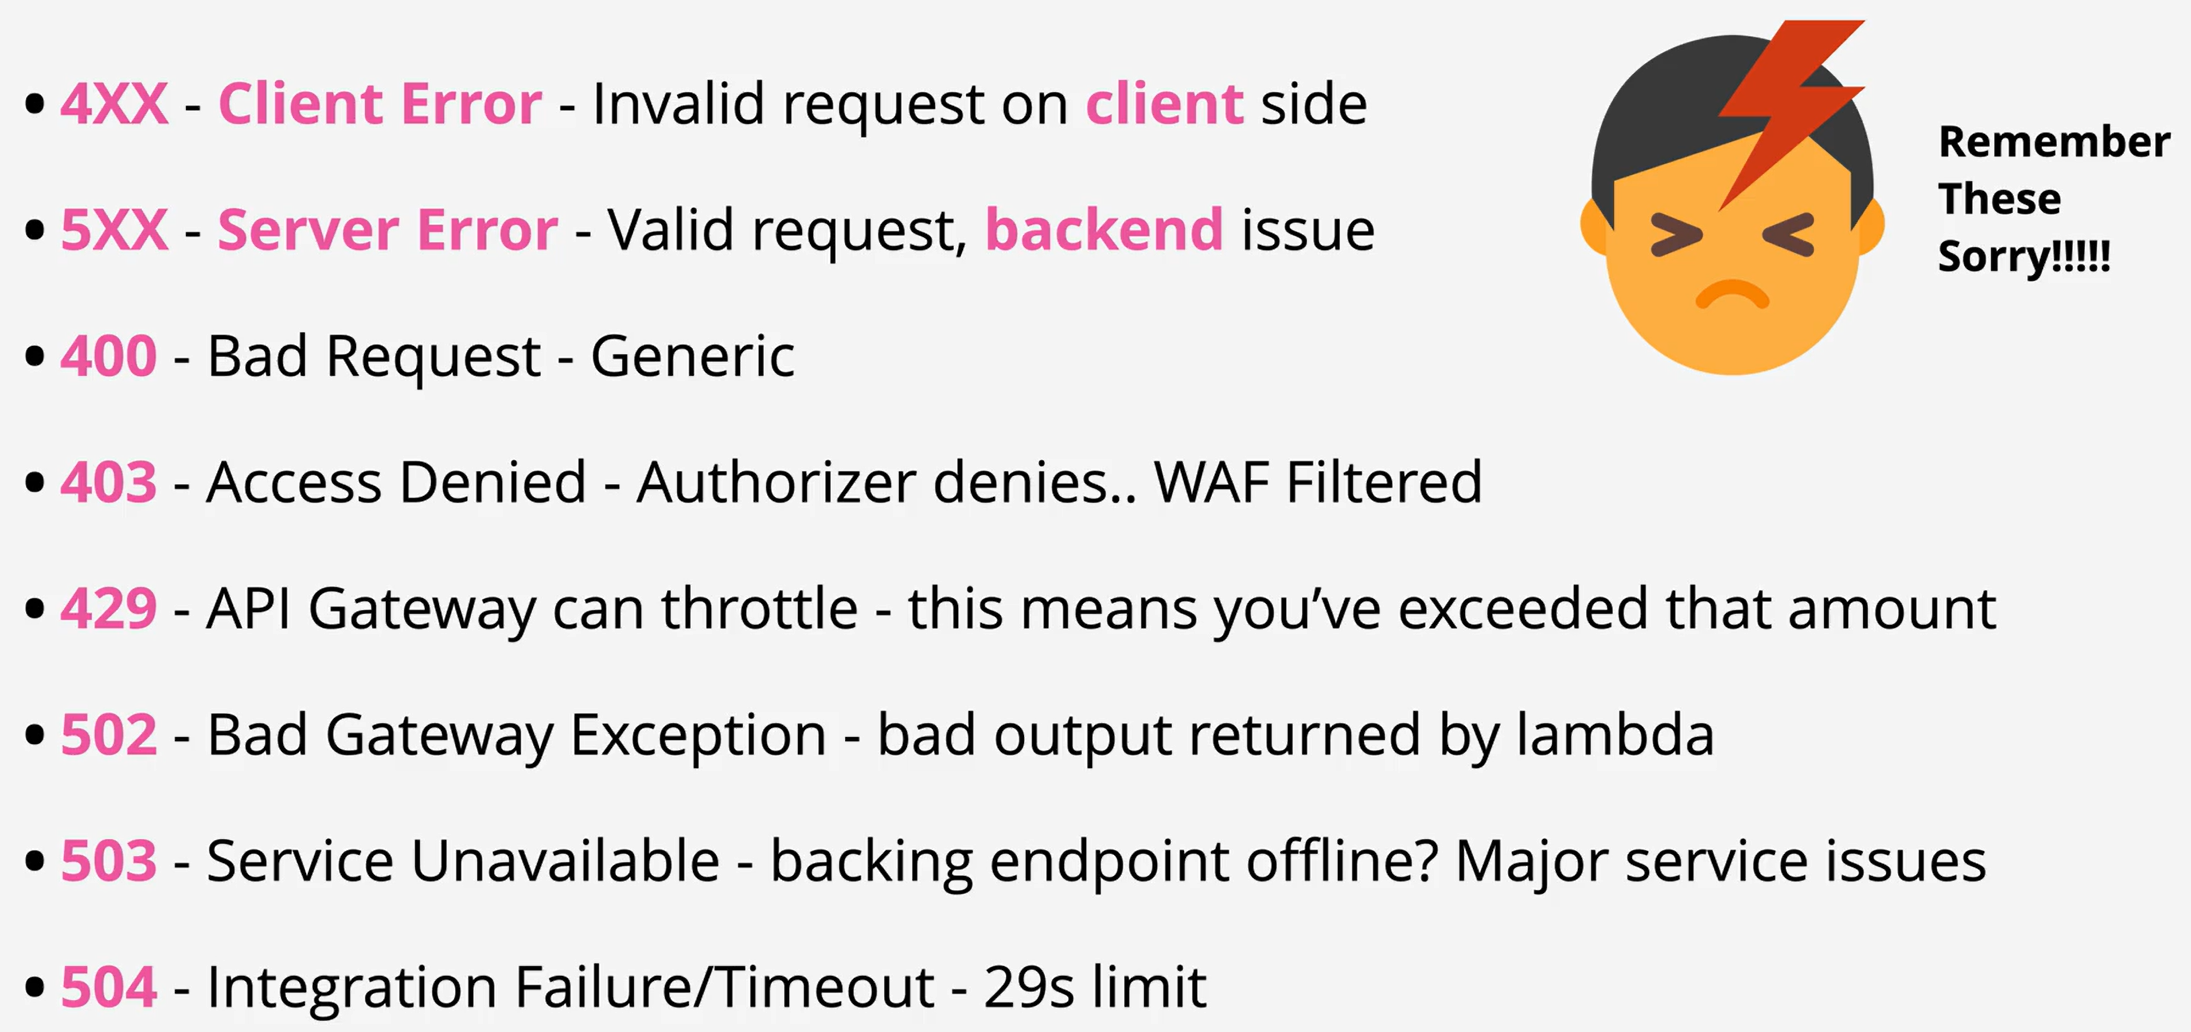 • 4XX - Client Error - Invalid request on client side
• 5XX - Server Error - Valid request, backend issue
• 400 - Bad Request - Generic
• 403 - Access Denied - Authorizer denies.. WAF Filtered
• 429 - API Gateway can throttle - this means you’ve exceeded that amount
• 502 - Bad Gateway Exception - bad output returned by lambda
• 503 - Service Unavailable - backing endpoint offline? Major service issues
• 504 - Integration Failure/Timeout - 29s limit
Remember
These
Sorry!!!!!